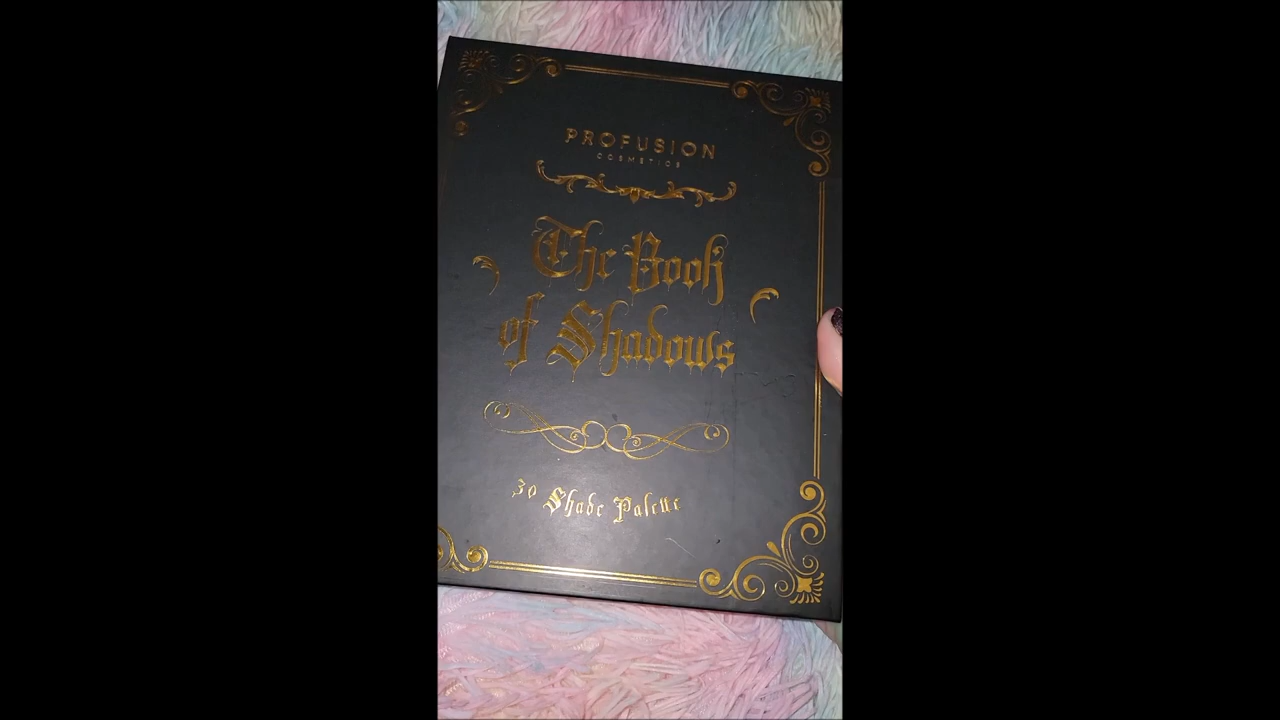 PROFUSION
COSMETICS
The Book
of Shadows
30 Shade Palette